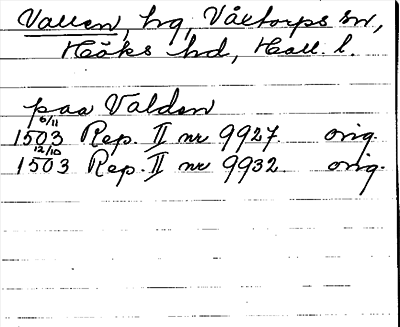 Vallen, hg, Våxtorps sn,
Höks hd, Hall. l.
paa Valden
6/11
1503 Rep. II nr 9927 orig.
12/10
1503 Rep. II nr 9932 orig.